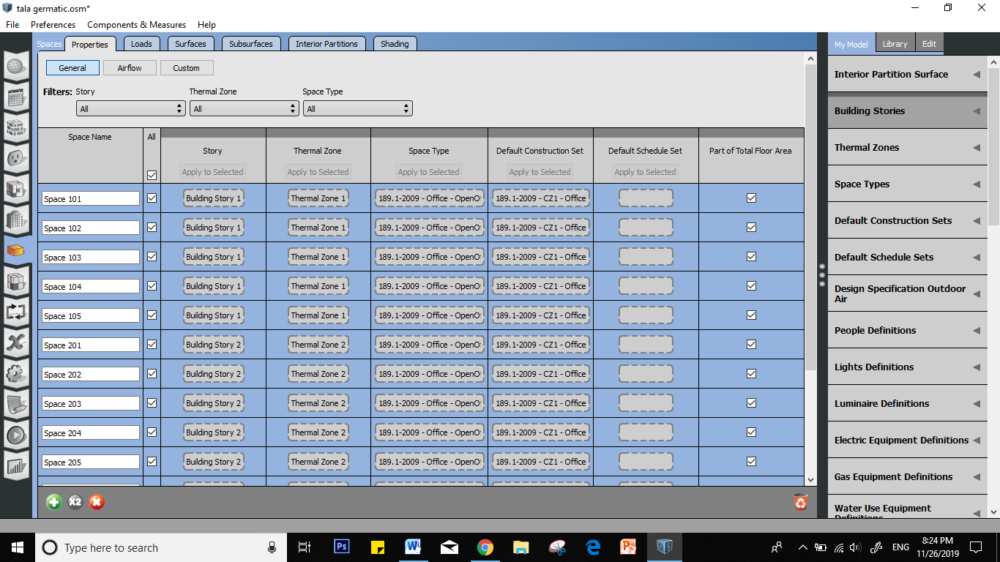 tala germatic.osm*
File Preferences Components & Measures Help
Spaces Properties Loads Surfaces Subsurfaces Interior Partitions Shading
My Model Library Edit
General Airflow Custom
Filters: Story Thermal Zone Space Type
All All All
Space Name All Story Thermal Zone Space Type Default Construction Set Default Schedule Set Part of Total Floor Area
Apply to Selected Apply to Selected Apply to Selected Apply to Selected Apply to Selected
Space 101 Building Story 1 Thermal Zone 1 189.1-2009 - Office - OpenO 189.1-2009 - CZ1 - Office
Space 102 Building Story 1 Thermal Zone 1 189.1-2009 - Office - OpenO 189.1-2009 - CZ1 - Office
Space 103 Building Story 1 Thermal Zone 1 189.1-2009 - Office - OpenO 189.1-2009 - CZ1 - Office
Space 104 Building Story 1 Thermal Zone 1 189.1-2009 - Office - OpenO 189.1-2009 - CZ1 - Office
Space 105 Building Story 1 Thermal Zone 1 189.1-2009 - Office - OpenO 189.1-2009 - CZ1 - Office
Space 201 Building Story 2 Thermal Zone 2 189.1-2009 - Office - OpenO 189.1-2009 - CZ1 - Office
Space 202 Building Story 2 Thermal Zone 2 189.1-2009 - Office - OpenO 189.1-2009 - CZ1 - Office
Space 203 Building Story 2 Thermal Zone 2 189.1-2009 - Office - OpenO 189.1-2009 - CZ1 - Office
Space 204 Building Story 2 Thermal Zone 2 189.1-2009 - Office - OpenO 189.1-2009 - CZ1 - Office
Space 205 Building Story 2 Thermal Zone 2 189.1-2009 - Office - OpenO 189.1-2009 - CZ1 - Office
X2
Interior Partition Surface
Building Stories
Thermal Zones
Space Types
Default Construction Sets
Default Schedule Sets
Design Specification Outdoor
Air
People Definitions
Lights Definitions
Luminaire Definitions
Electric Equipment Definitions
Gas Equipment Definitions
Water Use Equipment
Definitions
Type here to search
Ps
W
P
OS
ENG
8:24 PM
11/26/2019